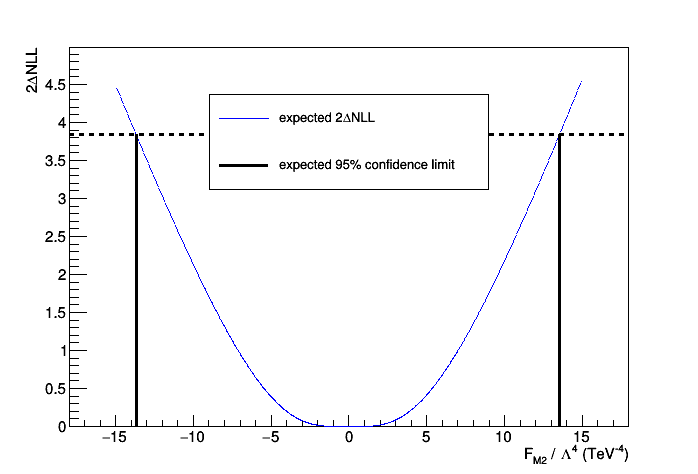 2ΔNLL
4.5
4
3.5
3
2.5
2
1.5
1
0.5
0
expected 2ΔNLL
expected 95% confidence limit
−15 −10 −5 0 5 10 15
F_M2 / Λ^4 (TeV^-4)